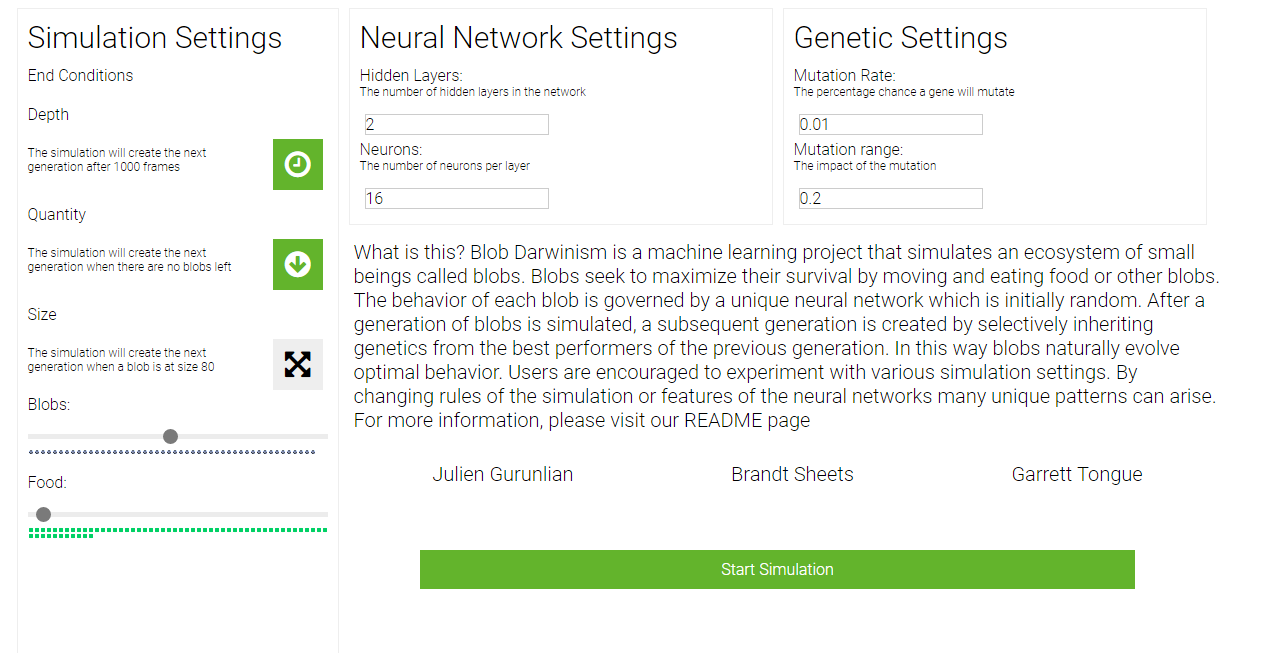 Simulation Settings
End Conditions
Depth
The simulation will create the next
generation after 1000 frames
Quantity
The simulation will create the next
generation when there are no blobs left
Size
The simulation will create the next
generation when a blob is at size 80
Blobs:
Food:
Neural Network Settings
Hidden Layers:
The number of hidden layers in the network
2
Neurons:
The number of neurons per layer
16
Genetic Settings
Mutation Rate:
The percentage chance a gene will mutate
0.01
Mutation range:
The impact of the mutation
0.2
What is this? Blob Darwinism is a machine learning project that simulates an ecosystem of small
beings called blobs. Blobs seek to maximize their survival by moving and eating food or other blobs.
The behavior of each blob is governed by a unique neural network which is initially random. After a
generation of blobs is simulated, a subsequent generation is created by selectively inheriting
genetics from the best performers of the previous generation. In this way blobs naturally evolve
optimal behavior. Users are encouraged to experiment with various simulation settings. By
changing rules of the simulation or features of the neural networks many unique patterns can arise.
For more information, please visit our README page
Julien Gurunlian
Brandt Sheets
Garrett Tongue
Start Simulation